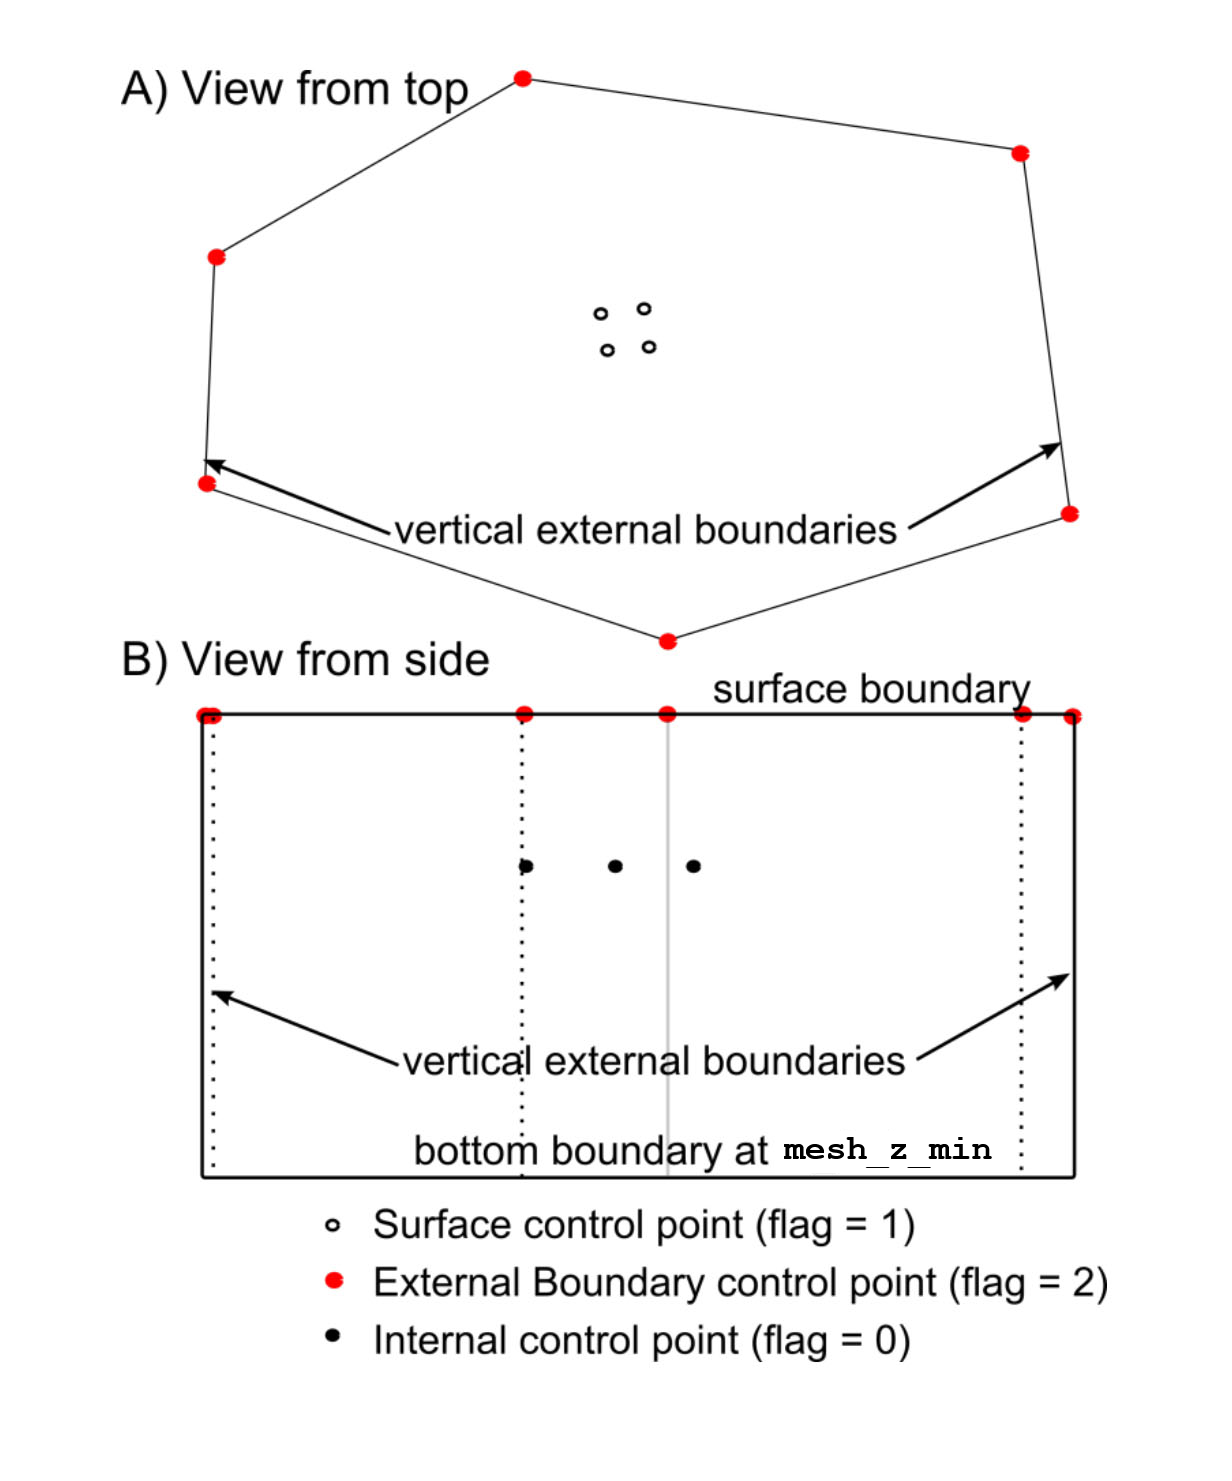 A) View from top
vertical external boundaries
B) View from side
surface boundary
vertical external boundaries
bottom boundary at mesh_z_min
Surface control point (flag = 1)
External Boundary control point (flag = 2)
Internal control point (flag = 0)